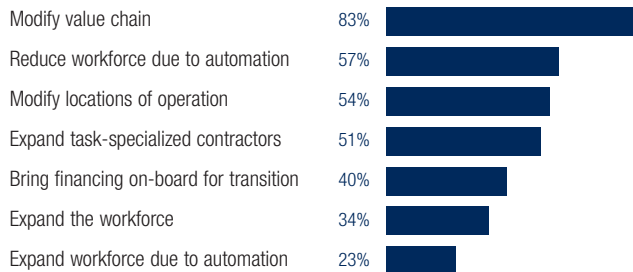 Modify value chain 83%
Reduce workforce due to automation 57%
Modify locations of operation 54%
Expand task-specialized contractors 51%
Bring financing on-board for transition 40%
Expand the workforce 34%
Expand workforce due to automation 23%